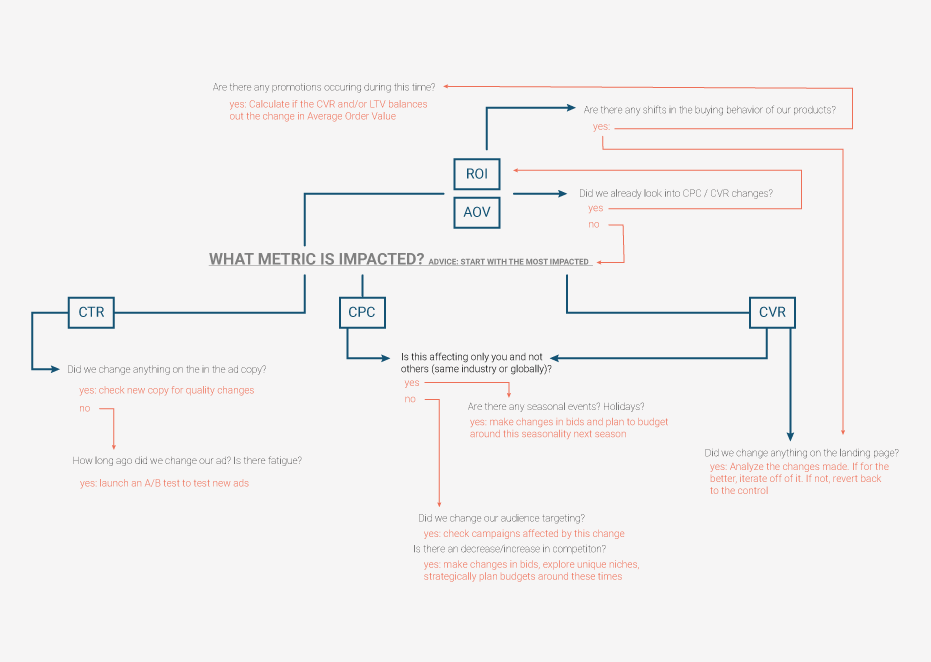 Are there any promotions occuring during this time?
yes: Calculate if the CVR and/or LTV balances
out the change in Average Order Value
Are there any shifts in the buying behavior of our products?
yes:
ROI
AOV
Did we already look into CPC / CVR changes?
yes
no
WHAT METRIC IS IMPACTED? ADVICE: START WITH THE MOST IMPACTED
CTR
CPC
CVR
Did we change anything on the in the ad copy?
yes: check new copy for quality changes
no
How long ago did we change our ad? Is there fatigue?
yes: launch an A/B test to test new ads
Is this affecting only you and not
others (same industry or globally)?
yes
no
Are there any seasonal events? Holidays?
yes: make changes in bids and plan to budget
around this seasonality next season
Did we change our audience targeting?
yes: check campaigns affected by this change
Is there an decrease/increase in competiton?
yes: make changes in bids, explore unique niches,
strategically plan budgets around these times
Did we change anything on the landing page?
yes: Analyze the changes made. If for the
better, iterate off of it. If not, revert back
to the control